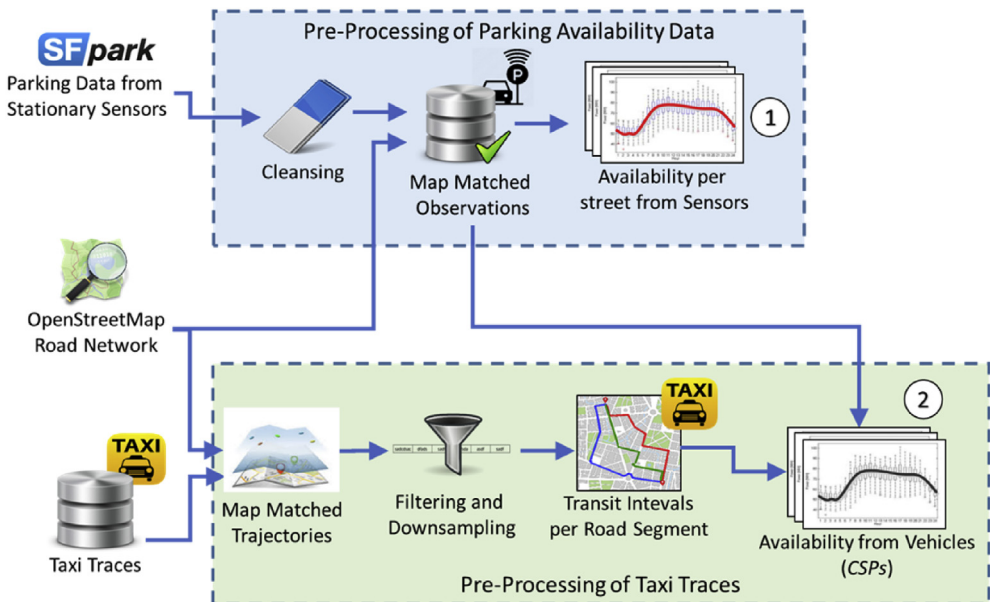 Pre-Processing of Parking Availability Data
SFpark
Parking Data from
Stationary Sensors
P
1
Cleansing
Map Matched
Observations
Availability per
street from Sensors
OpenStreetMap
Road Network
TAXI
2
TAXI
Map Matched
Trajectories
Filtering and
Downsampling
Transit Intevals
per Road Segment
Availability from Vehicles
(CSPs)
Taxi Traces
Pre-Processing of Taxi Traces